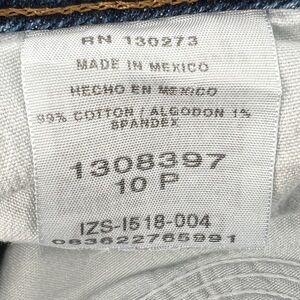 RN 130273
MADE IN MEXICO
HECHO EN MEXICO
99% COTTON / ALGODON 1%
SPANDEX
1308397
10 P
IZS-I518-004
083622765991